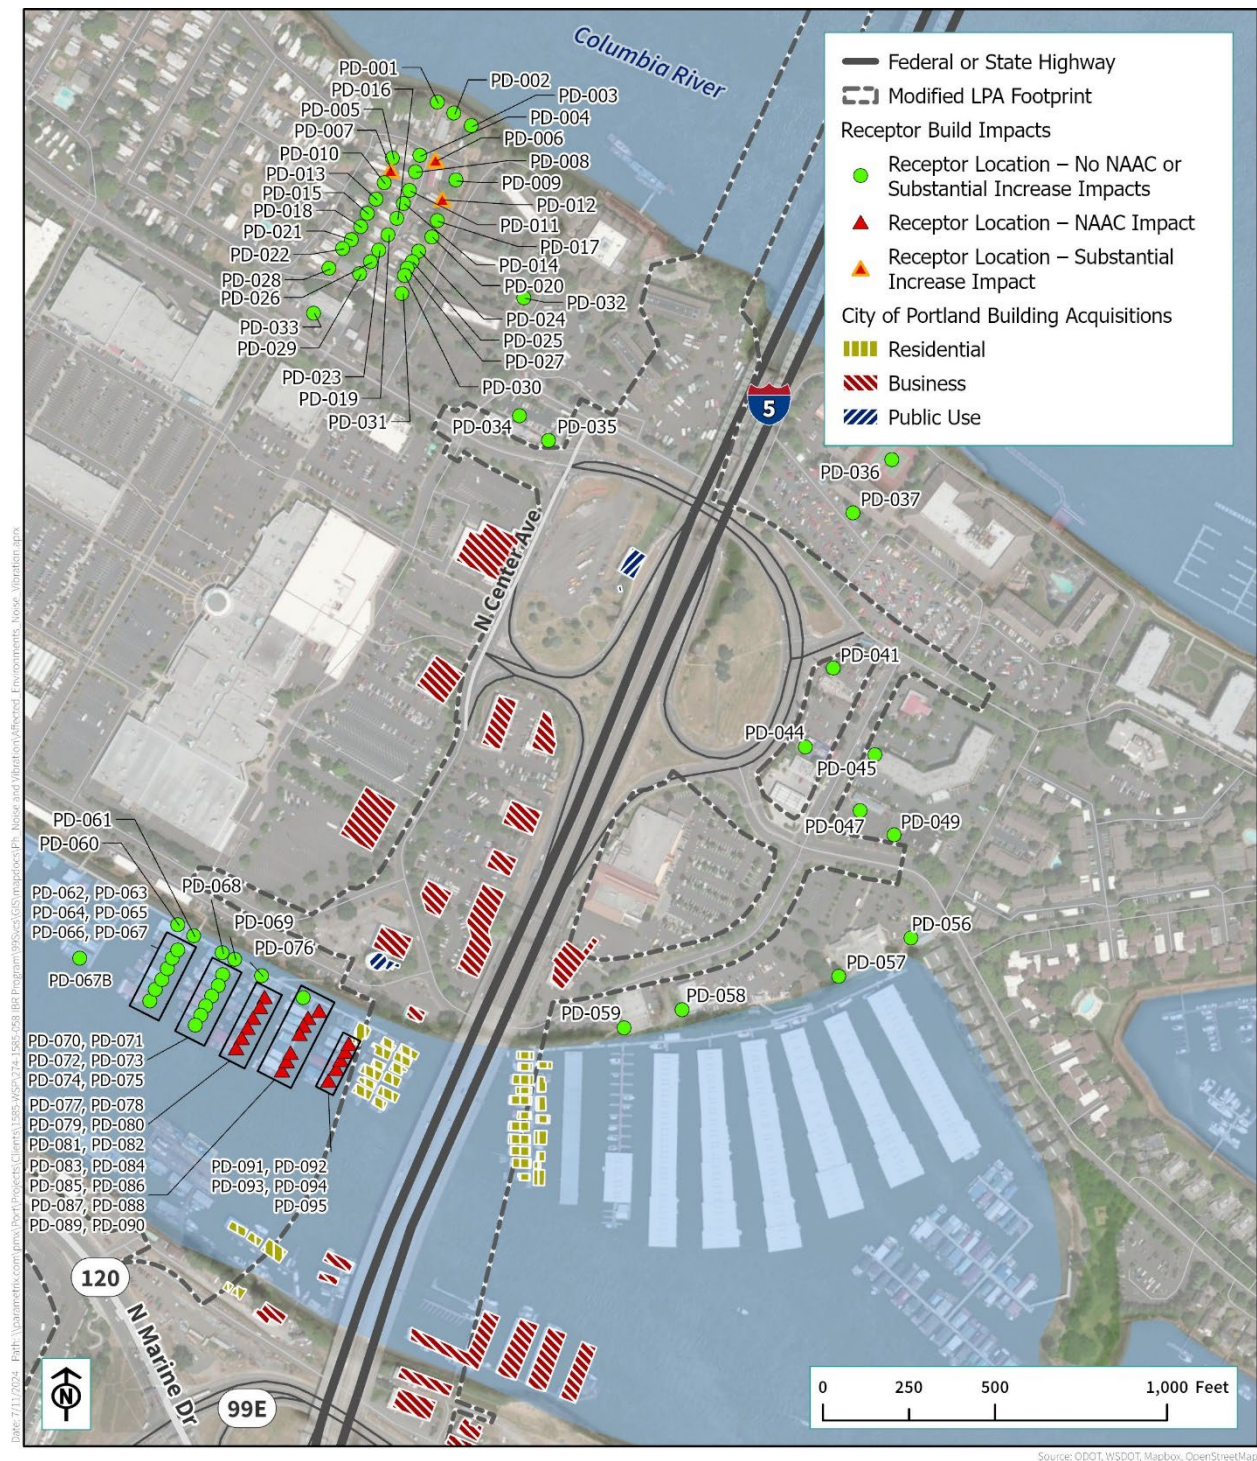 Columbia River
Federal or State Highway
Modified LPA Footprint
Receptor Build Impacts
Receptor Location – No NAAC or
Substantial Increase Impacts
Receptor Location – NAAC Impact
Receptor Location – Substantial
Increase Impact
City of Portland Building Acquisitions
Residential
Business
Public Use
PD-001
PD-016
PD-002
PD-005
PD-003
PD-004
PD-007
PD-006
PD-010
PD-008
PD-013
PD-009
PD-015
PD-012
PD-018
PD-011
PD-021
PD-017
PD-022
PD-014
PD-028
PD-020
PD-026
PD-032
PD-033
PD-024
PD-029
PD-025
PD-027
PD-023
PD-030
PD-019
PD-031
PD-034
PD-035
5
PD-036
PD-037
N Center Ave
PD-041
PD-044
PD-045
PD-047
PD-049
PD-061
PD-060
PD-062, PD-063
PD-064, PD-065
PD-066, PD-067
PD-068
PD-069
PD-076
PD-067B
PD-056
PD-057
PD-058
PD-059
PD-070, PD-071
PD-072, PD-073
PD-074, PD-075
PD-077, PD-078
PD-079, PD-080
PD-081, PD-082
PD-083, PD-084
PD-085, PD-086
PD-087, PD-088
PD-089, PD-090
PD-091, PD-092
PD-093, PD-094
PD-095
120
N Marine Dr
99E
N
0 250 500 1,000 Feet
Source: ODOT, WSDOT, Mapbox, OpenStreetMap
Date: 7/11/2024